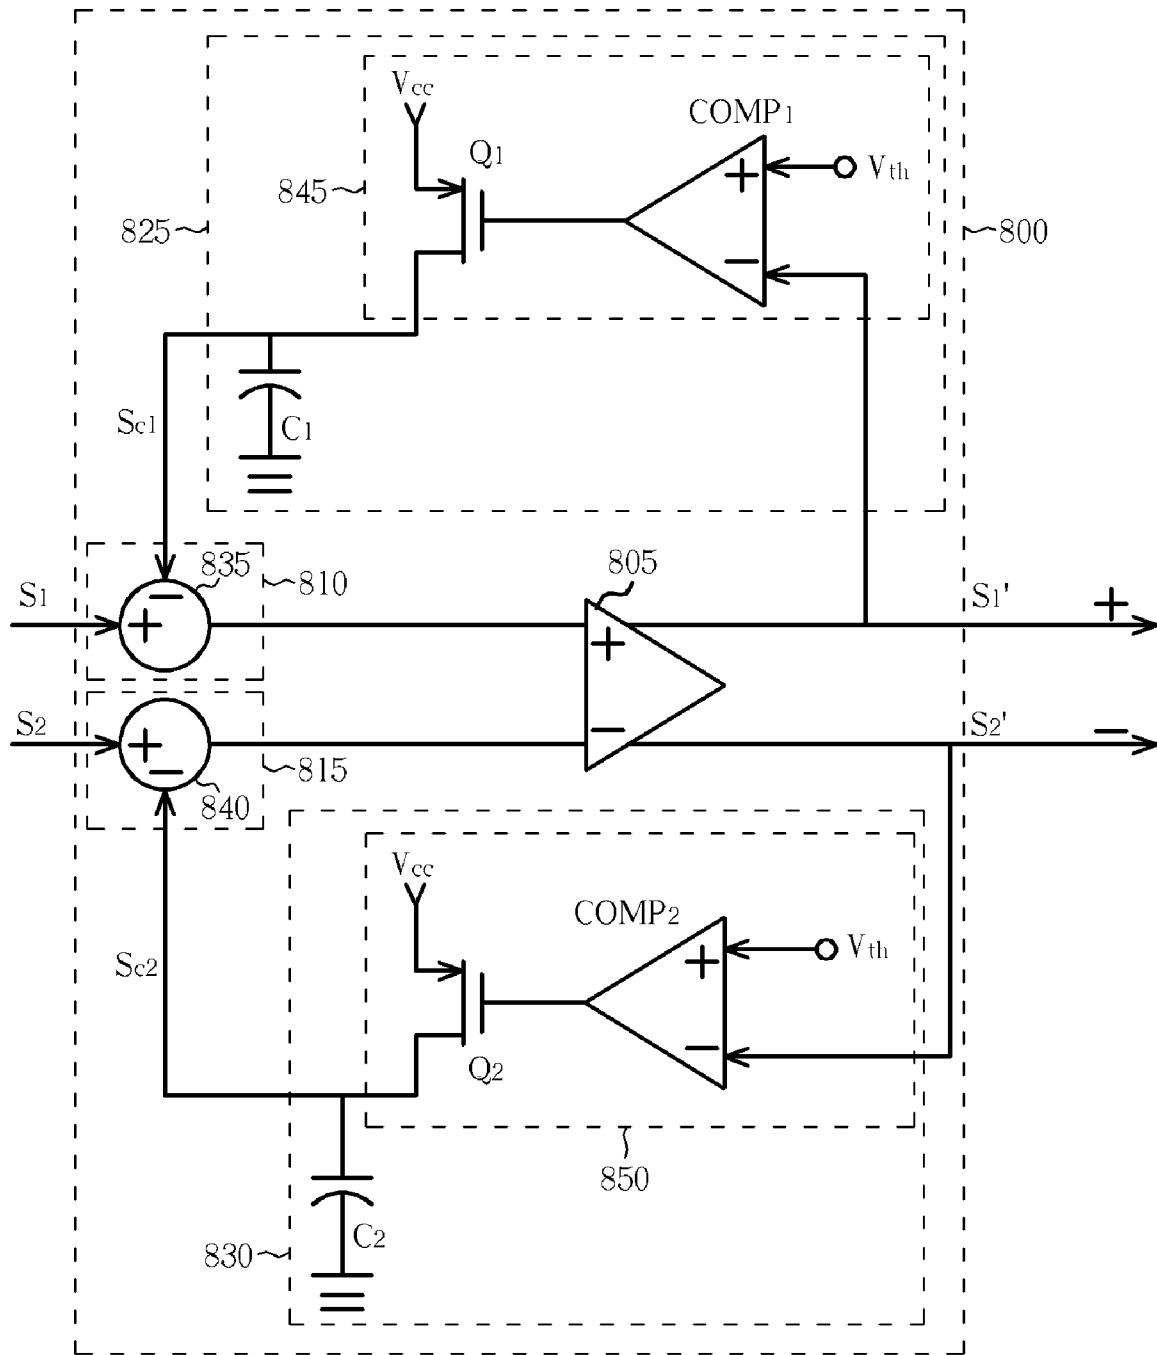 Vcc
COMP1
Q1
+
Vth
845
825
800
−
Sc1
C1
835
810
805
S1
−
+
S1'
+
+
S2
+
−
−
S2'
−
815
840
Vcc
COMP2
+
Vth
Sc2
−
Q2
850
C2
830